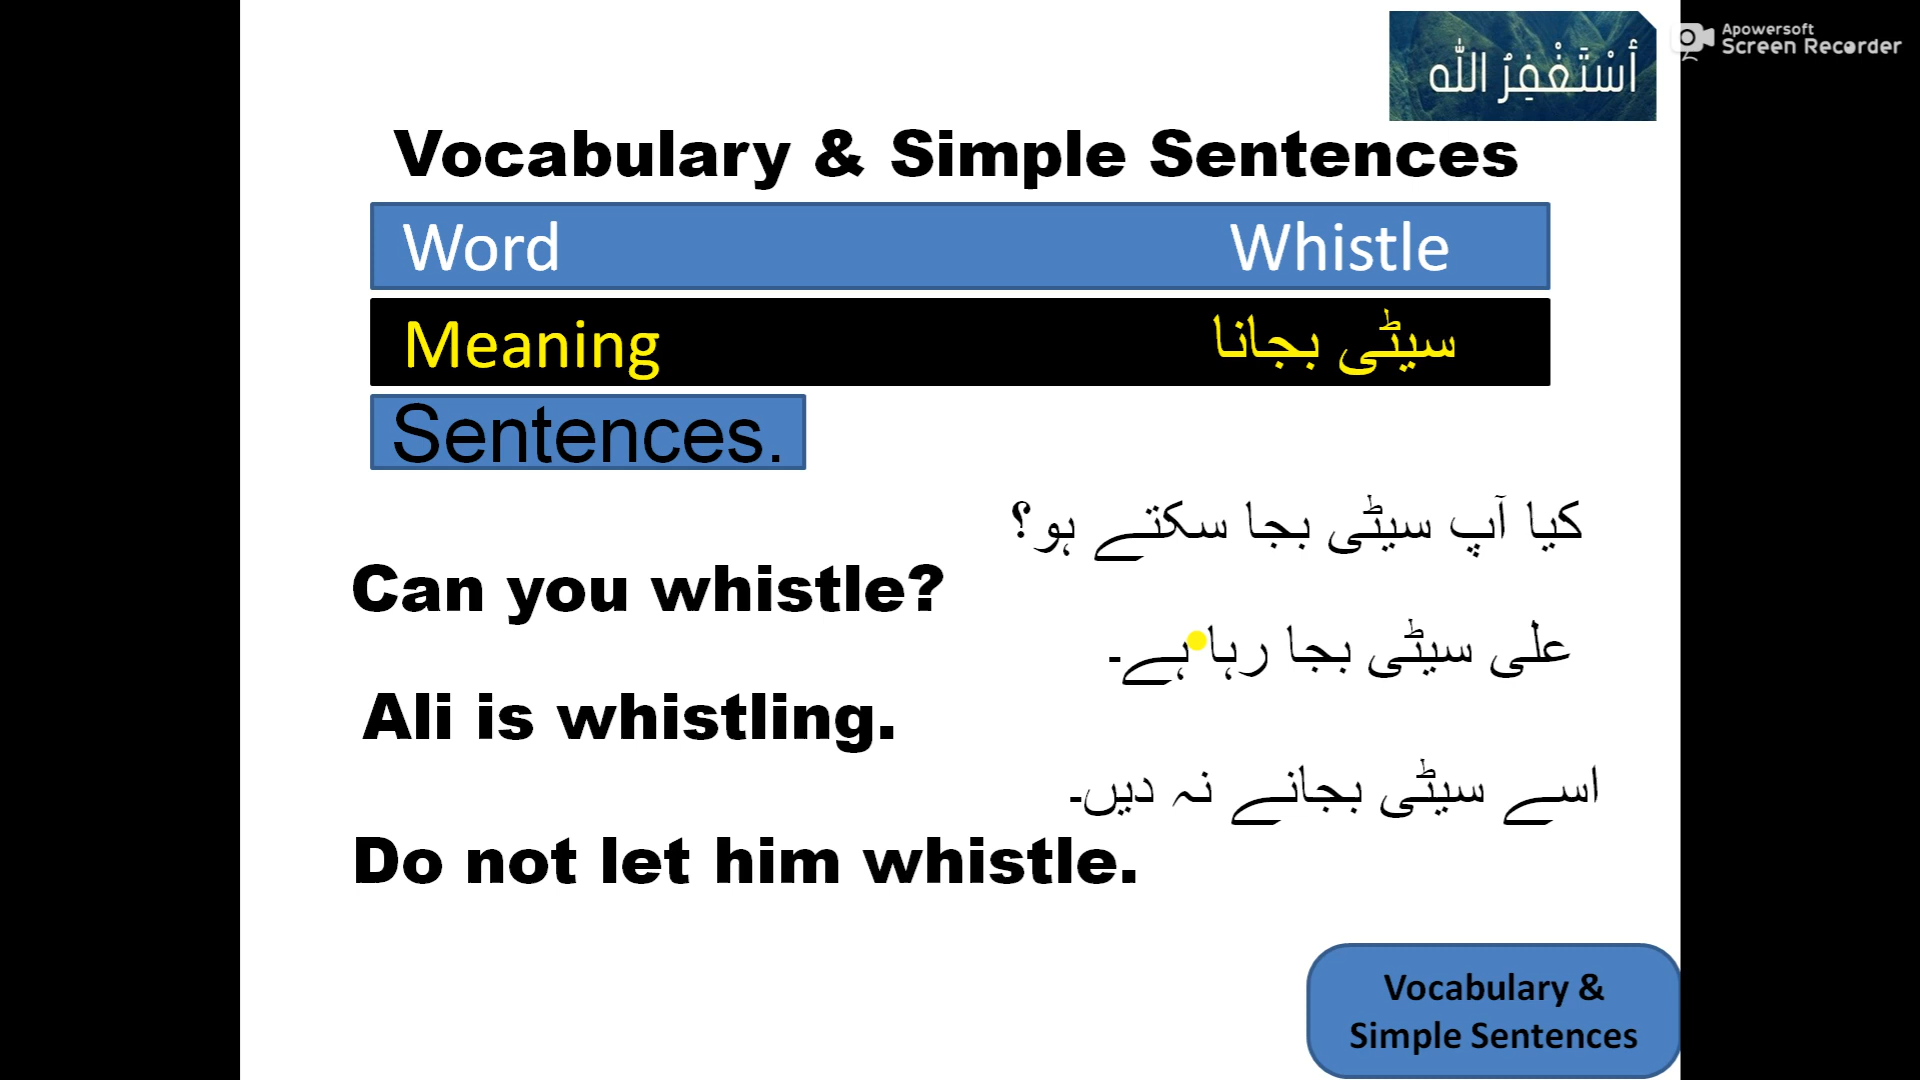 أَسْتَغْفِرُ اللّٰه
Apowersoft
Screen Recorder
Vocabulary & Simple Sentences
Word Whistle
Meaning سیٹی بجانا
Sentences.
کیا آپ سیٹی بجا سکتے ہو؟
Can you whistle?
علی سیٹی بجا رہا ہے۔
Ali is whistling.
اسے سیٹی بجانے نہ دیں۔
Do not let him whistle.
Vocabulary &
Simple Sentences